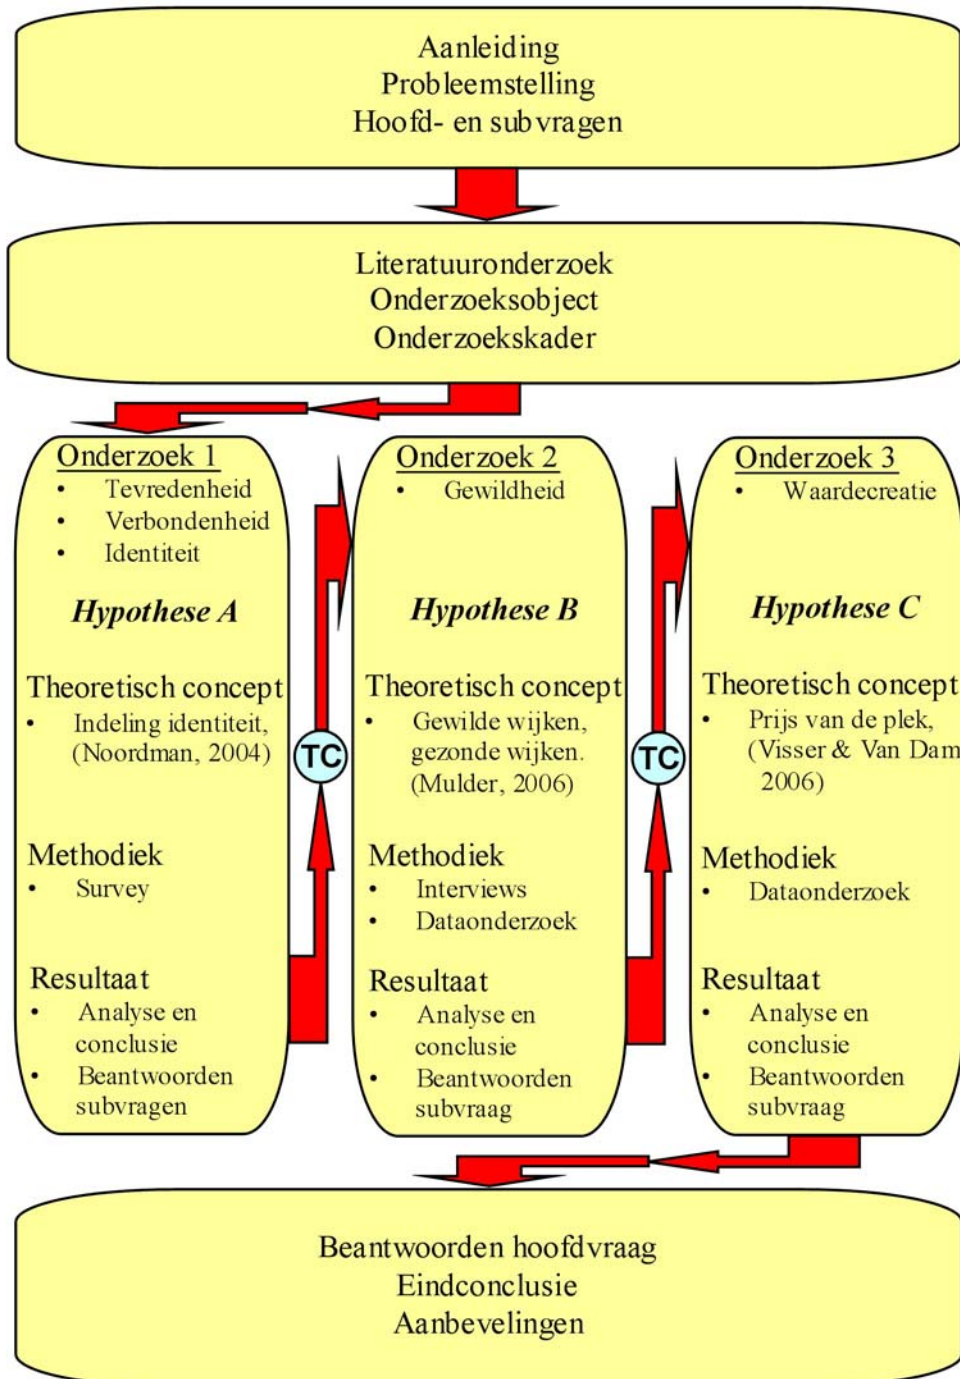 Aanleiding
Probleemstelling
Hoofd- en subvragen
Literatuuronderzoek
Onderzoeksobject
Onderzoekskader
Onderzoek 1
• Tevredenheid
• Verbondenheid
• Identiteit
Hypothese A
Theoretisch concept
• Indeling identiteit,
(Noordman, 2004)
Methodiek
• Survey
Resultaat
• Analyse en
conclusie
• Beantwoorden
subvragen
TC
Onderzoek 2
• Gewildheid
Hypothese B
Theoretisch concept
• Gewilde wijken,
gezonde wijken.
(Mulder, 2006)
Methodiek
• Interviews
• Dataonderzoek
Resultaat
• Analyse en
conclusie
• Beantwoorden
subvraag
TC
Onderzoek 3
• Waardecreatie
Hypothese C
Theoretisch concept
• Prijs van de plek,
(Visser & Van Dam
2006)
Methodiek
• Dataonderzoek
Resultaat
• Analyse en
conclusie
• Beantwoorden
subvraag
Beantwoorden hoofdvraag
Eindconclusie
Aanbevelingen